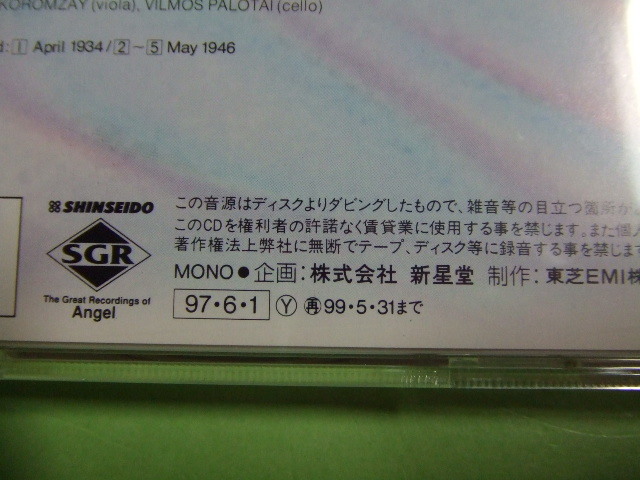 KOROMZAY (viola), VILMOS PALOTAI (cello)
d: 1 April 1934 / 2 ~ 5 May 1946
SHINSEIDO
SGR
The Great Recordings of
Angel
この音源はディスクよりダビングしたもので、雑音等の目立つ箇所が
このCDを権利者の許諾なく賃貸業に使用する事を禁じます。また個人
著作権法上弊社に無断でテープ、ディスク等に録音する事を禁じます
MONO ● 企画:株式会社 新星堂 制作:東芝EMI株
97・6・1 Ⓨ ㊢99・5・31まで